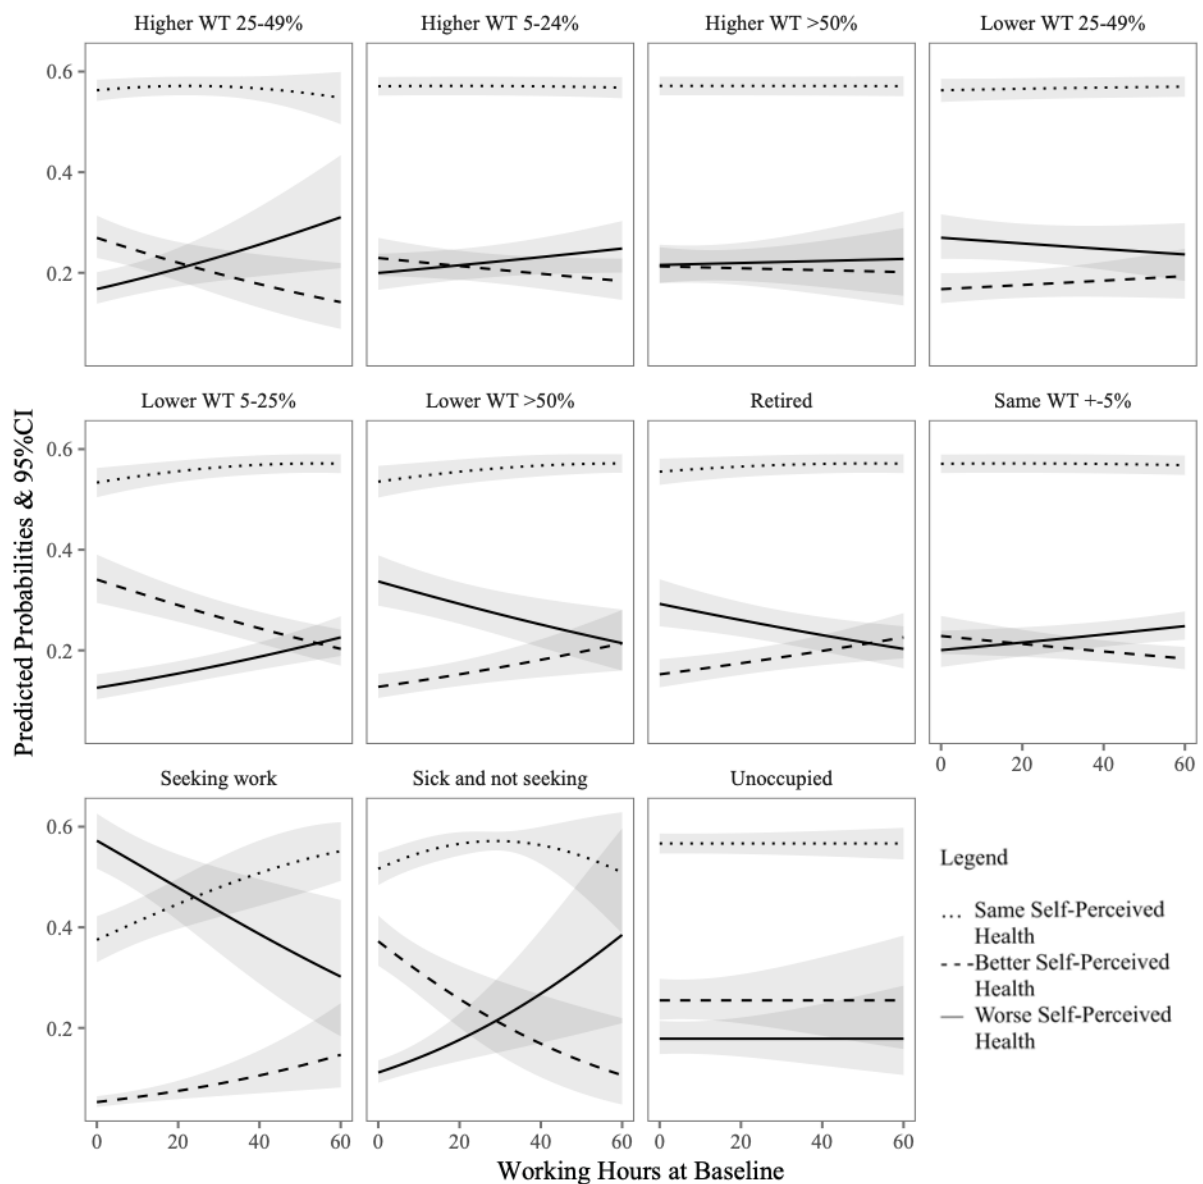 Higher WT 25-49%
Higher WT 5-24%
Higher WT >50%
Lower WT 25-49%
0.6
0.4
0.2
Lower WT 5-25%
Lower WT >50%
Retired
Same WT +-5%
0.6
0.4
0.2
0 20 40 60
Predicted Probabilities & 95%CI
Seeking work
Sick and not seeking
Unoccupied
0.6
0.4
0.2
0 20 40 60
0 20 40 60
0 20 40 60
Working Hours at Baseline
Legend
Same Self-Perceived
Health
Better Self-Perceived
Health
Worse Self-Perceived
Health